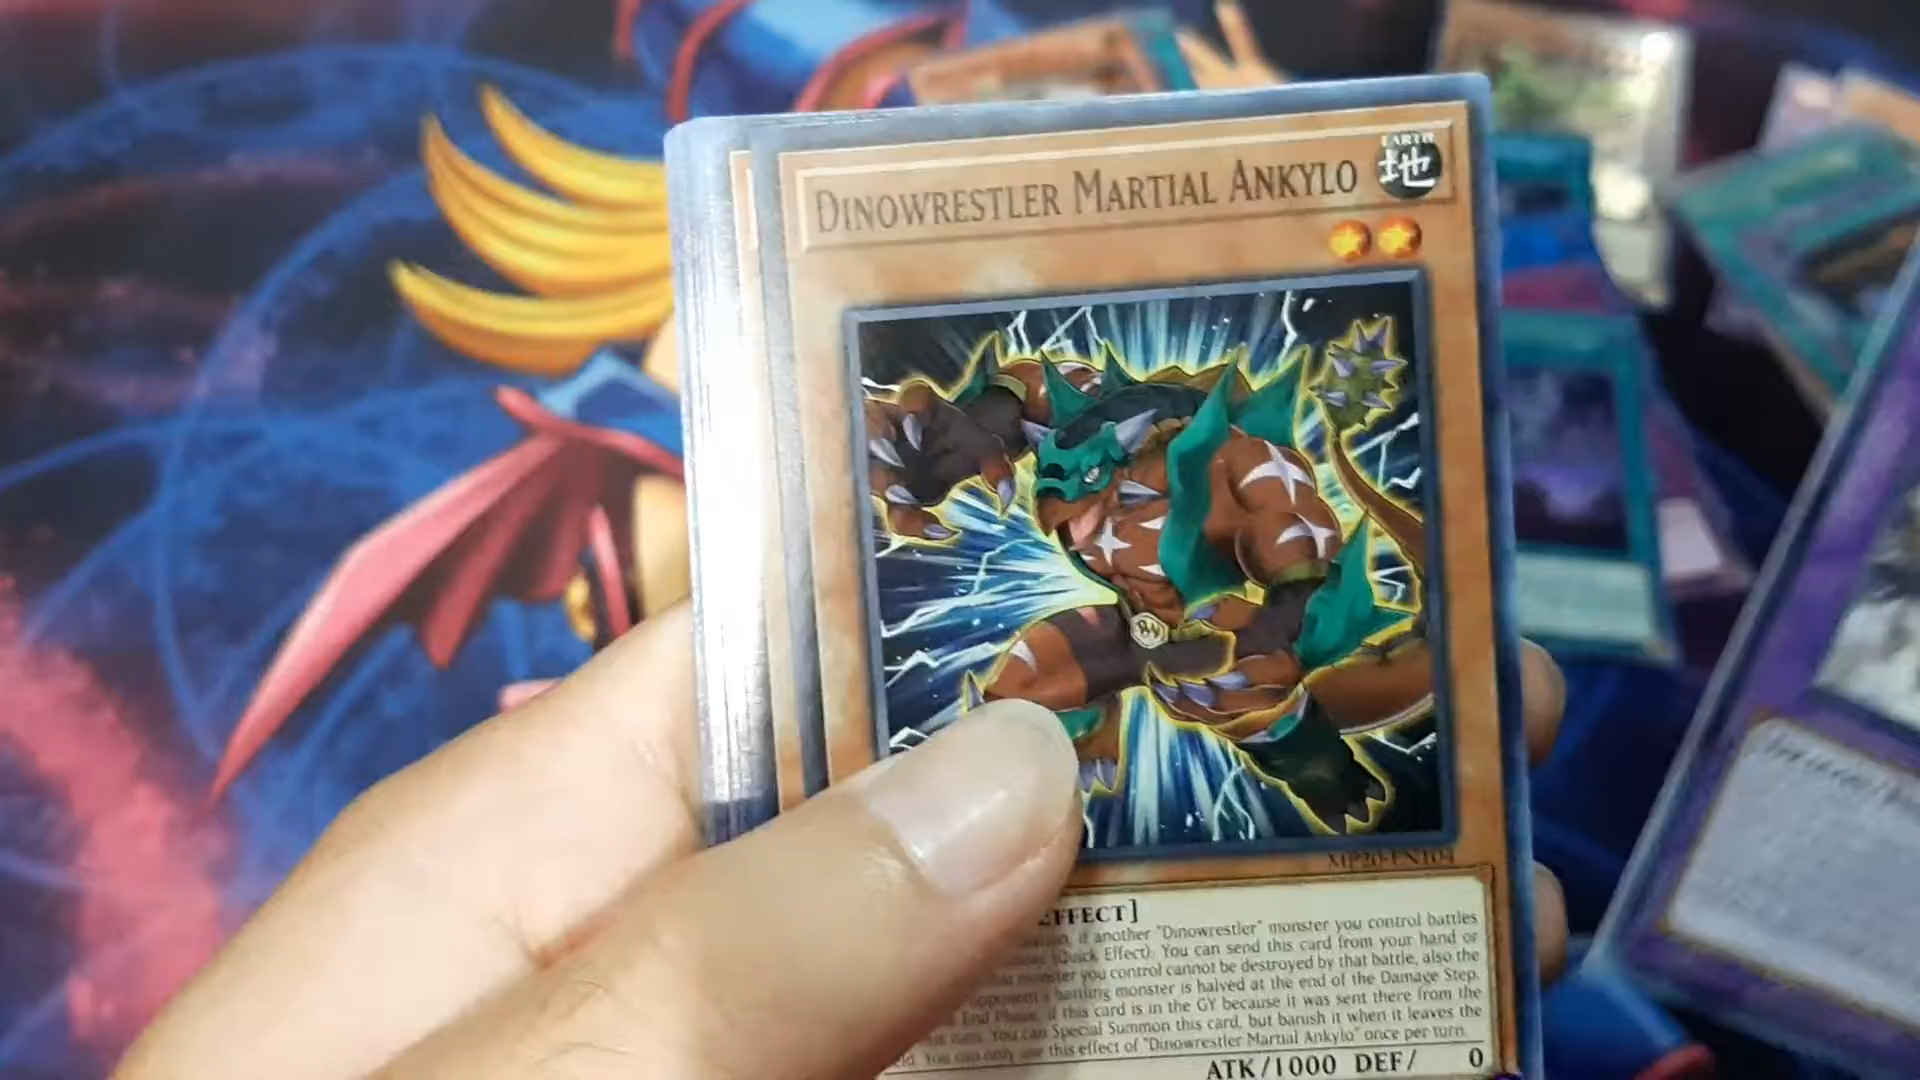 DINOWRESTLER MARTIAL ANKYLO
EARTH
地
MP20-EN104
EFFECT]
if another "Dinowrestler" monster you control battles
(Quick Effect): You can send this card from your hand or
monster you control cannot be destroyed by that battle, also the
opponent's battling monster is halved at the end of the Damage Step.
End Phase, if this card is in the GY because it was sent there from the
You can Special Summon this card, but banish it when it leaves the
You can only use this effect of "Dinowrestler Martial Ankylo" once per turn.
ATK/1000 DEF/ 0